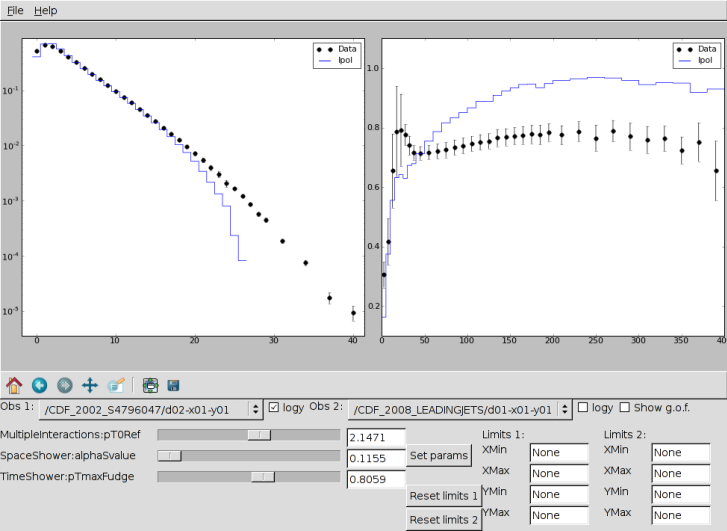 File Help
Data
Ipol
10⁻¹
10⁻²
10⁻³
10⁻⁴
10⁻⁵
0 10 20 30 40
Data
Ipol
1.0
0.8
0.6
0.4
0.2
0 50 100 150 200 250 300 350 400
Obs 1: /CDF_2002_S4796047/d02-x01-y01 logy Obs 2: /CDF_2008_LEADINGJETS/d01-x01-y01 logy Show g.o.f.
MultipleInteractions:pT0Ref 2.1471
SpaceShower:alphaSvalue 0.1155
TimeShower:pTmaxFudge 0.8059
Set params
Reset limits 1
Reset limits 2
Limits 1:
XMin None
XMax None
YMin None
YMax None
Limits 2:
XMin None
XMax None
YMin None
YMax None